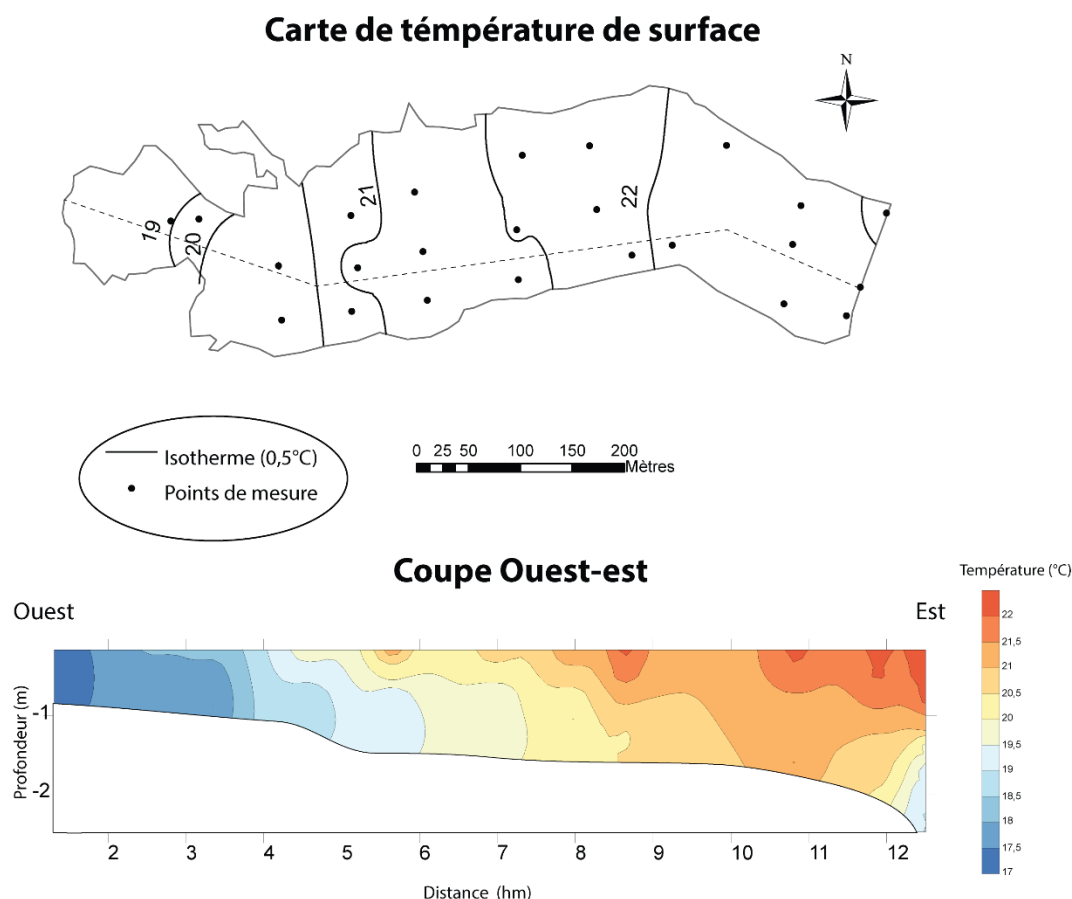 Carte de témpérature de surface
N
19
20
21
22
Isotherme (0,5°C)
Points de mesure
0 25 50 100 150 200
Mètres
Coupe Ouest-est
Ouest
Est
Température (°C)
22
21,5
21
20,5
20
19,5
19
18,5
18
17,5
17
Profondeur (m)
-1
-2
2 3 4 5 6 7 8 9 10 11 12
Distance (hm)